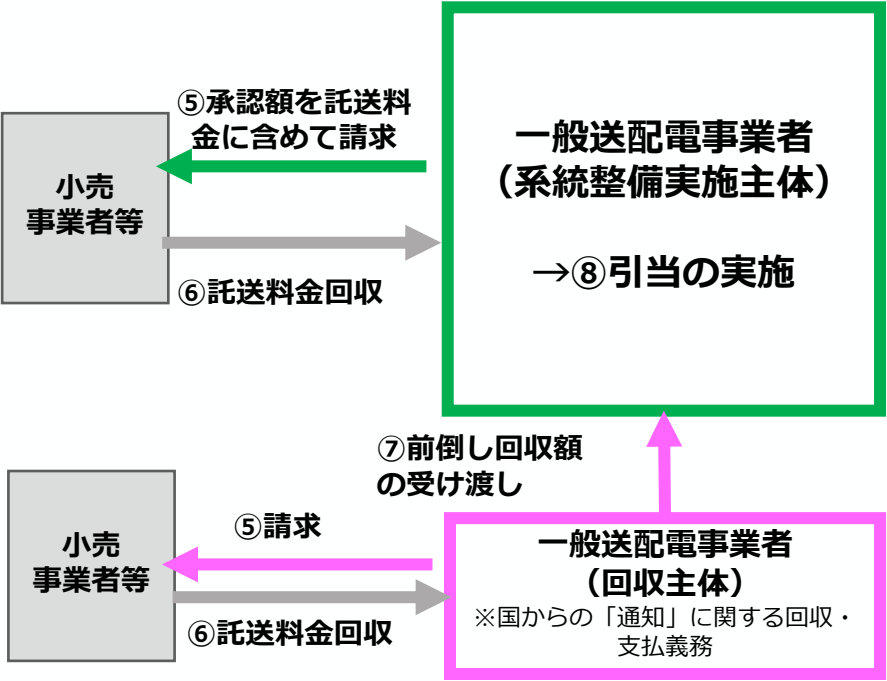 ⑤承認額を託送料
金に含めて請求
小売
事業者等
⑥託送料金回収
一般送配電事業者
（系統整備実施主体）
→⑧引当の実施
⑦前倒し回収額
の受け渡し
⑤請求
小売
事業者等
⑥託送料金回収
一般送配電事業者
（回収主体）
※国からの「通知」に関する回収・
支払義務